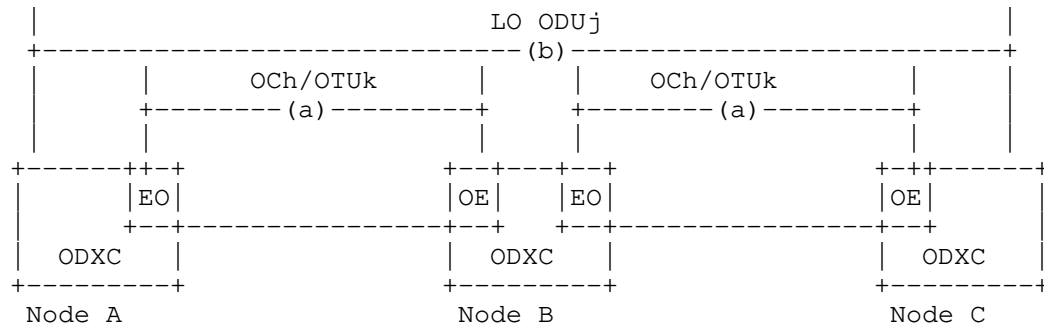 LO ODUj
(b)
OCh/OTUk OCh/OTUk
(a) (a)
EO OE EO OE
ODXC ODXC ODXC
Node A Node B Node C